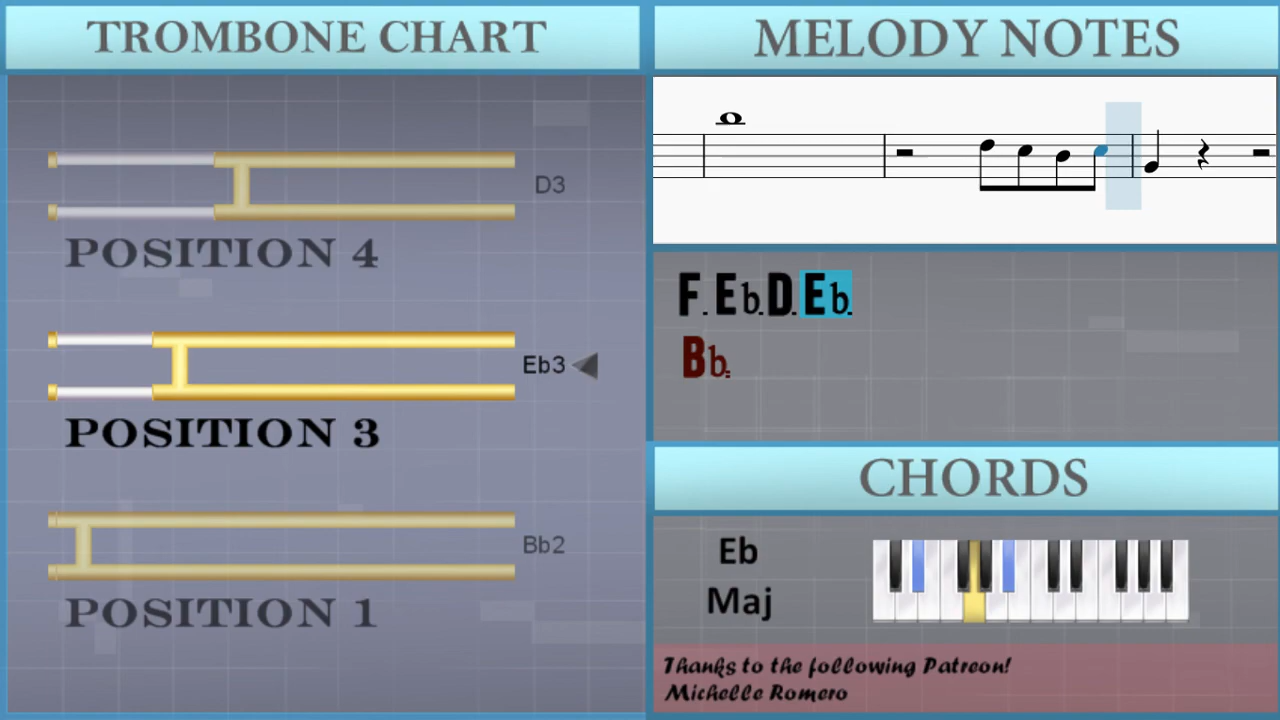 TROMBONE CHART
D3
POSITION 4
Eb3
POSITION 3
Bb2
POSITION 1
MELODY NOTES
F. Eb. D. Eb.
Bb.
CHORDS
Eb
Maj
Thanks to the following Patreon!
Michelle Romero